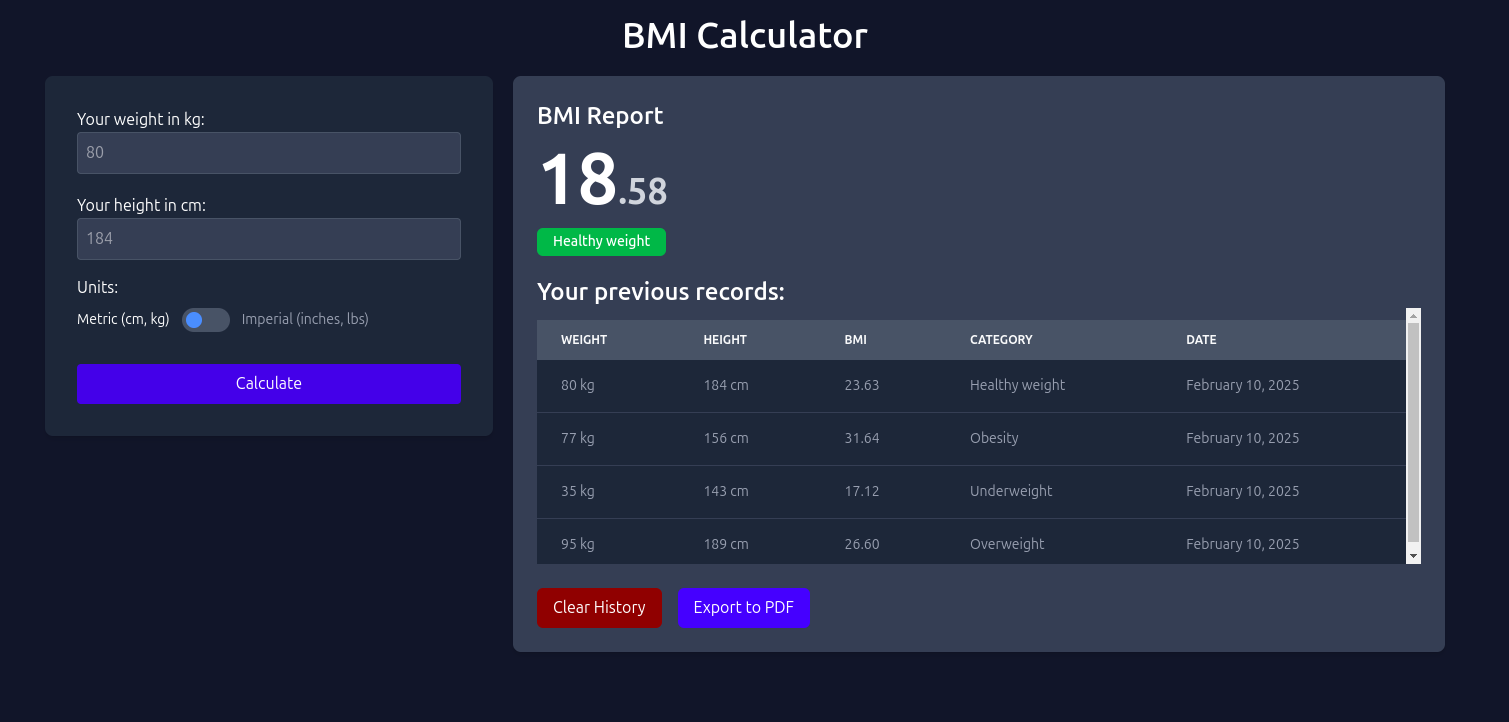 BMI Calculator
Your weight in kg:
80
Your height in cm:
184
Units:
Metric (cm, kg) Imperial (inches, lbs)
Calculate
BMI Report
18.58
Healthy weight
Your previous records:
WEIGHT HEIGHT BMI CATEGORY DATE
80 kg 184 cm 23.63 Healthy weight February 10, 2025
77 kg 156 cm 31.64 Obesity February 10, 2025
35 kg 143 cm 17.12 Underweight February 10, 2025
95 kg 189 cm 26.60 Overweight February 10, 2025
Clear History Export to PDF